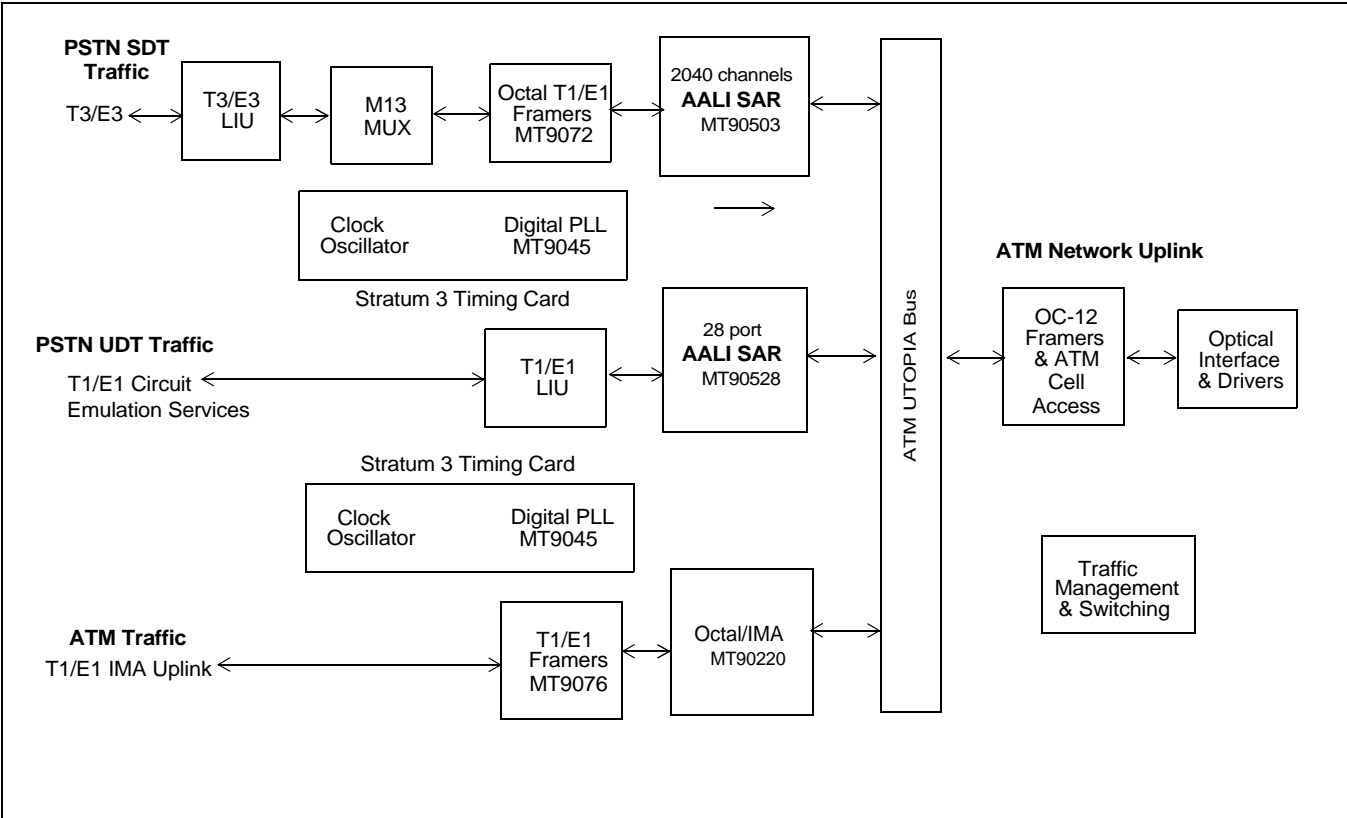 PSTN SDT
Traffic
T3/E3
T3/E3
LIU
M13
MUX
Octal T1/E1
Framers
MT9072
2040 channels
AALI SAR
MT90503
Clock
Oscillator
Digital PLL
MT9045
Stratum 3 Timing Card
ATM UTOPIA Bus
ATM Network Uplink
OC-12
Framers
& ATM
Cell
Access
Optical
Interface
& Drivers
PSTN UDT Traffic
T1/E1 Circuit
Emulation Services
T1/E1
LIU
28 port
AALI SAR
MT90528
Stratum 3 Timing Card
Clock
Oscillator
Digital PLL
MT9045
Traffic
Management
& Switching
ATM Traffic
T1/E1 IMA Uplink
T1/E1
Framers
MT9076
Octal/IMA
MT90220